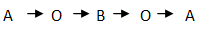 A → O → B → O → A